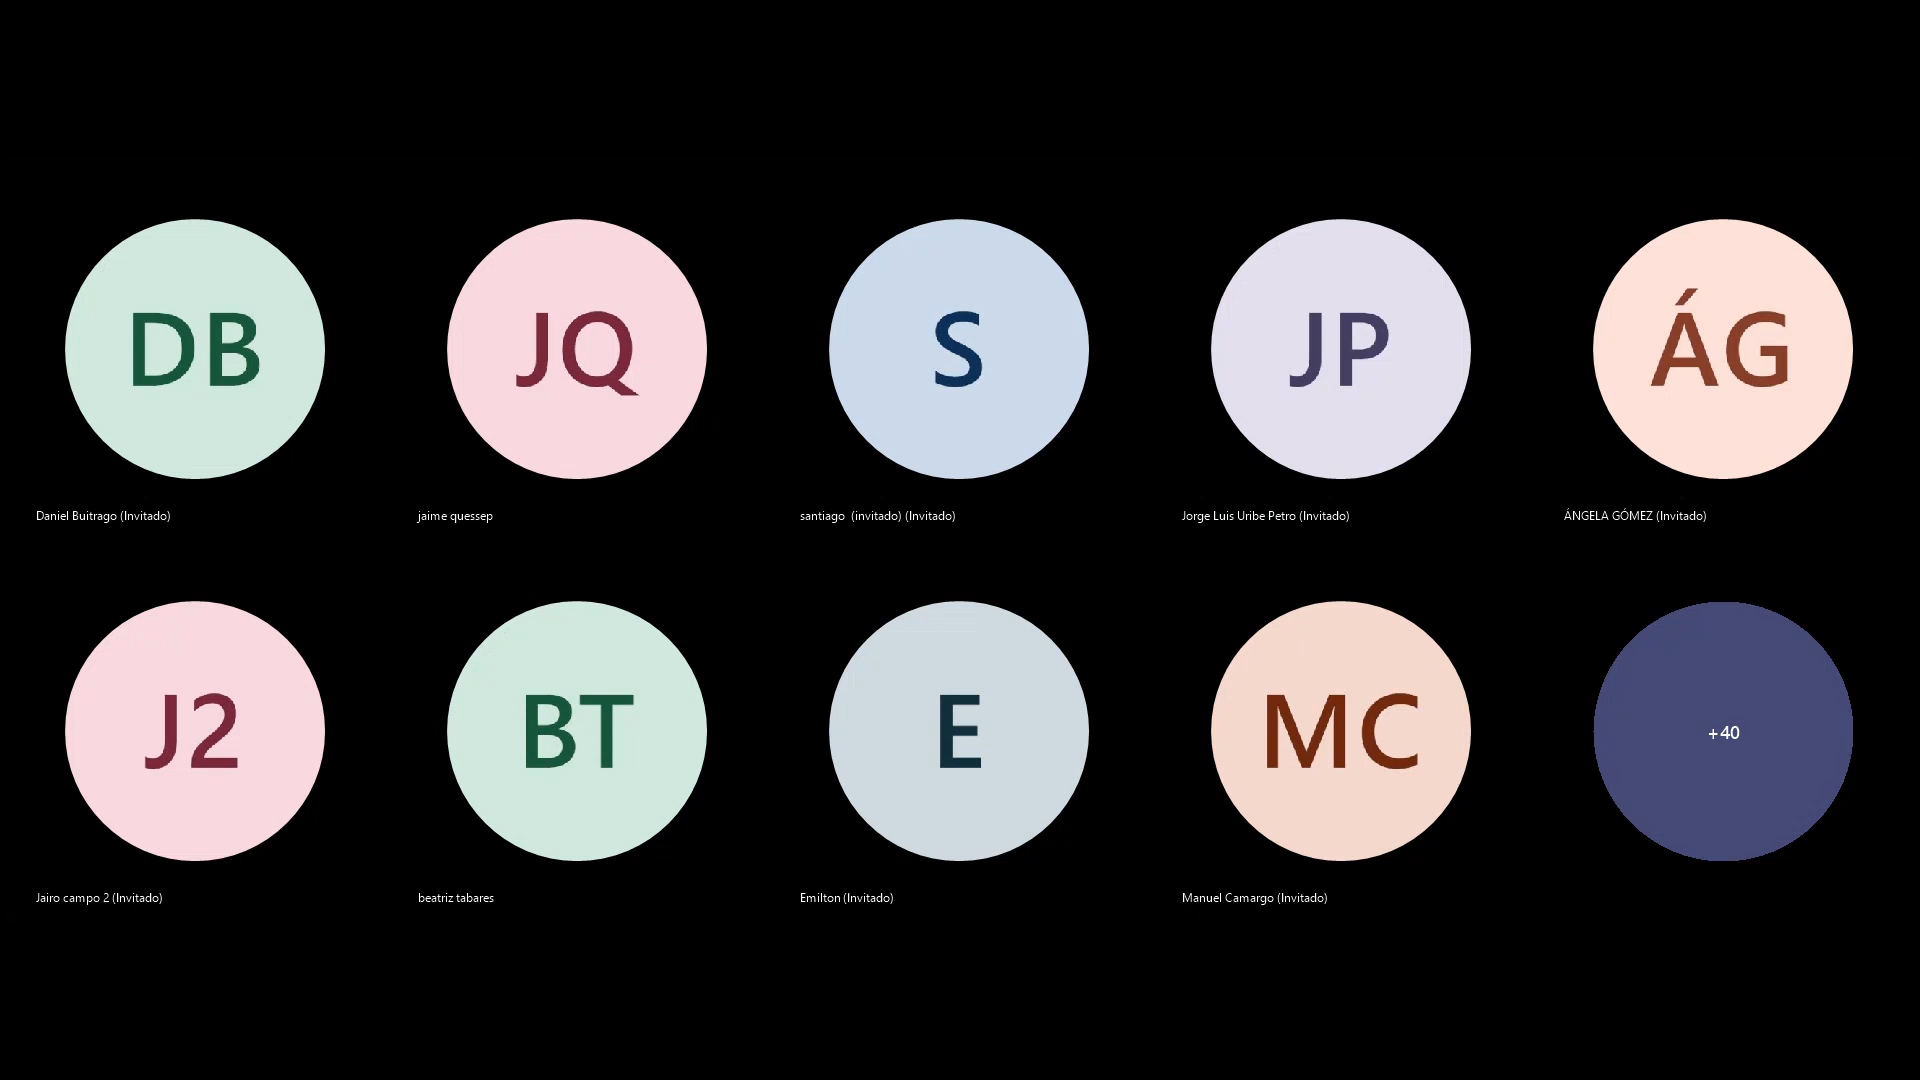 DB
JQ
S
JP
ÁG
Daniel Buitrago (Invitado)
jaime quessep
santiago  (invitado) (Invitado)
Jorge Luis Uribe Petro (Invitado)
ÁNGELA GÓMEZ (Invitado)
J2
BT
E
MC
+40
Jairo campo 2 (Invitado)
beatriz tabares
Emilton (Invitado)
Manuel Camargo (Invitado)